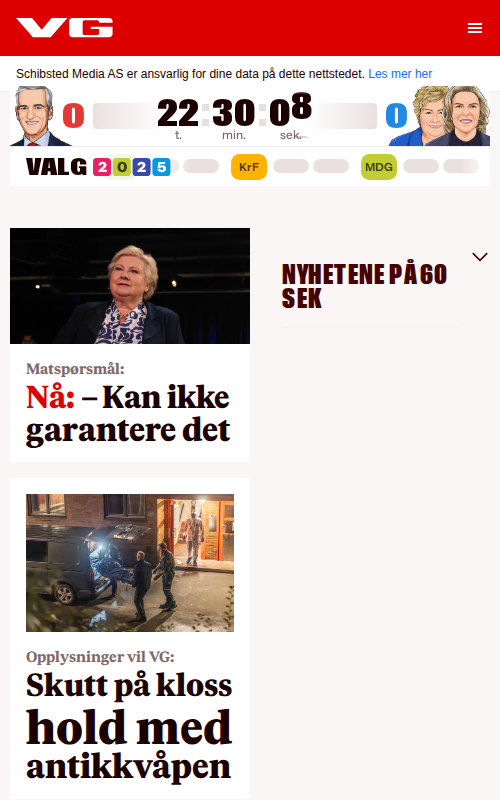 VG
Schibsted Media AS er ansvarlig for dine data på dette nettstedet. Les mer her
0 22:30:08 0
t. min. sek.
VALG 2025 KrF MDG
Matspørsmål:
Nå: – Kan ikke
garantere det
NYHETENE PÅ 60
SEK
Opplysninger vil VG:
Skutt på kloss
hold med
antikkvåpen